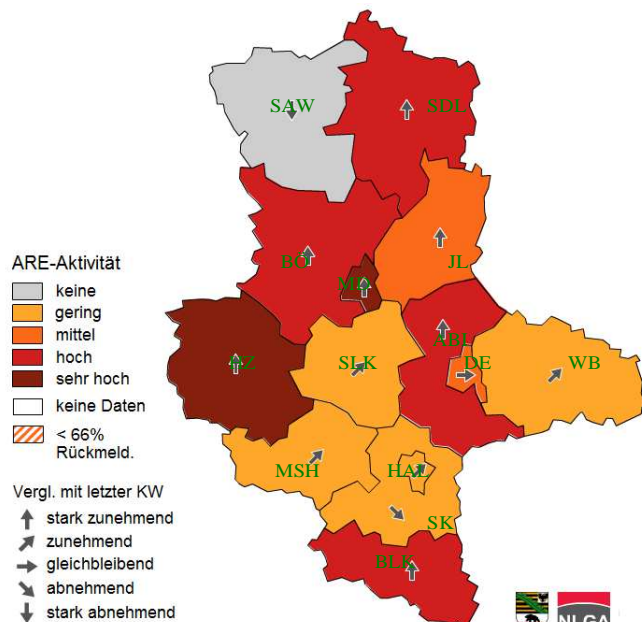 SAW
SDL
BÖ
JL
MD
ARE-Aktivität
keine
gering
mittel
hoch
sehr hoch
keine Daten
< 66%
Rückmeld.
HZ
SLK
ABI
DE
WB
MSH
HAL
SK
BLK
Vergl. mit letzter KW
stark zunehmend
zunehmend
gleichbleibend
abnehmend
stark abnehmend